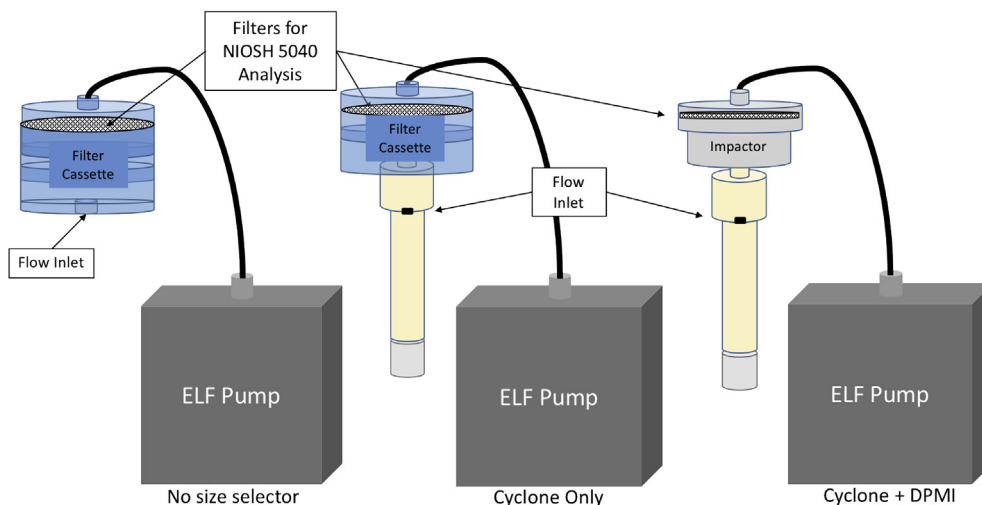 Filters for
NIOSH 5040
Analysis
Filter
Cassette
Flow Inlet
Filter
Cassette
Flow
Inlet
Impactor
ELF Pump
ELF Pump
ELF Pump
No size selector
Cyclone Only
Cyclone + DPMI